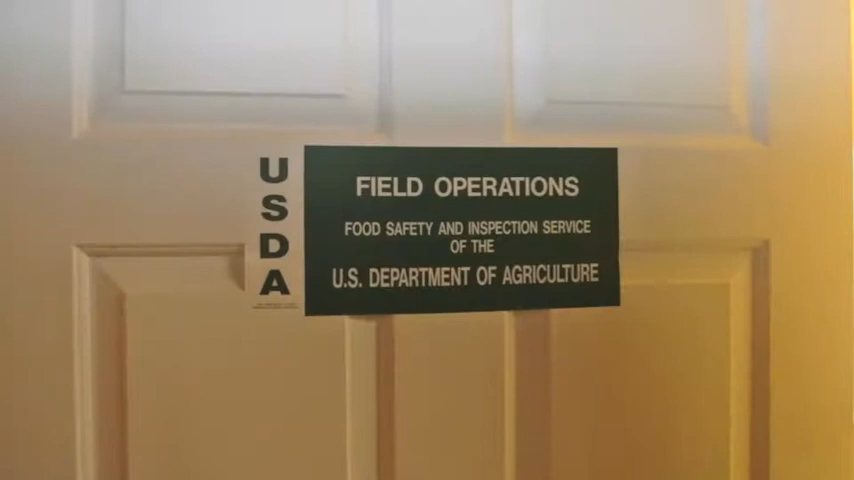 USDA
FIELD OPERATIONS
FOOD SAFETY AND INSPECTION SERVICE
OF THE
U.S. DEPARTMENT OF AGRICULTURE